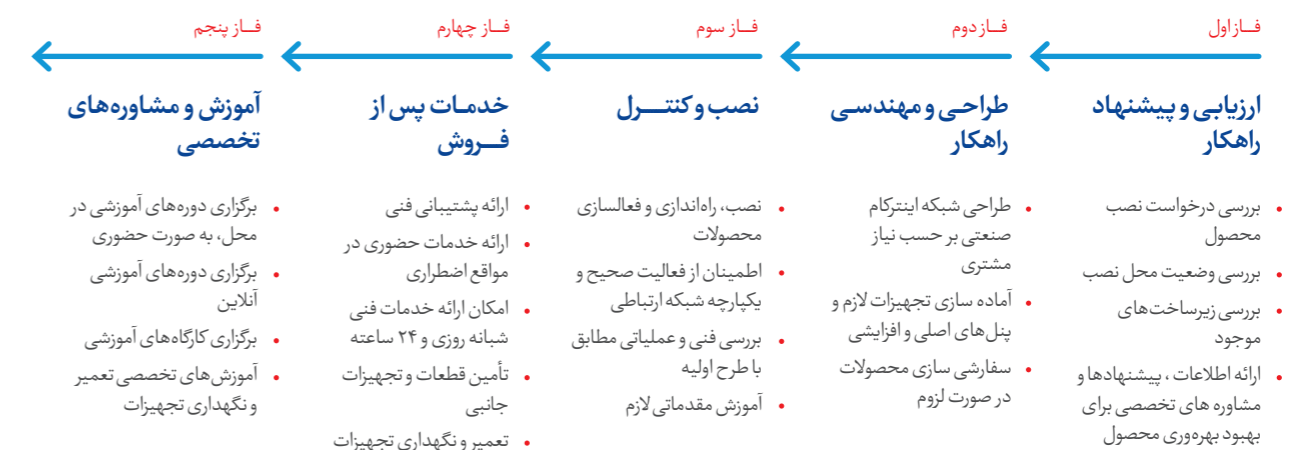 فاز اول
ارزیابی و پیشنهاد
راهکار
بررسی درخواست نصب
محصول
بررسی وضعیت محل نصب
بررسی زیرساخت‌های
موجود
ارائه اطلاعات ، پیشنهادها و
مشاوره های تخصصی برای
بهبود بهره‌وری محصول
فاز دوم
طراحی و مهندسی
راهکار
طراحی شبکه اینترکام
صنعتی بر حسب نیاز
مشتری
آماده سازی تجهیزات لازم و
پنل‌های اصلی و افزایشی
سفارشی سازی محصولات
در صورت لزوم
فاز سوم
نصب و کنترل
نصب، راه‌اندازی و فعالسازی
محصولات
اطمینان از فعالیت صحیح و
یکپارچه شبکه ارتباطی
بررسی فنی و عملیاتی مطابق
با طرح اولیه
آموزش مقدماتی لازم
فاز چهارم
خدمات پس از
فروش
ارائه پشتیبانی فنی
ارائه خدمات حضوری در
مواقع اضطراری
امکان ارائه خدمات فنی
شبانه روزی و ۲۴ ساعته
تأمین قطعات و تجهیزات
جانبی
تعمیر و نگهداری تجهیزات
فاز پنجم
آموزش و مشاوره‌های
تخصصی
برگزاری دوره‌های آموزشی در
محل، به صورت حضوری
برگزاری دوره‌های آموزشی
آنلاین
برگزاری کارگاه‌های آموزشی
آموزش‌های تخصصی تعمیر
و نگهداری تجهیزات